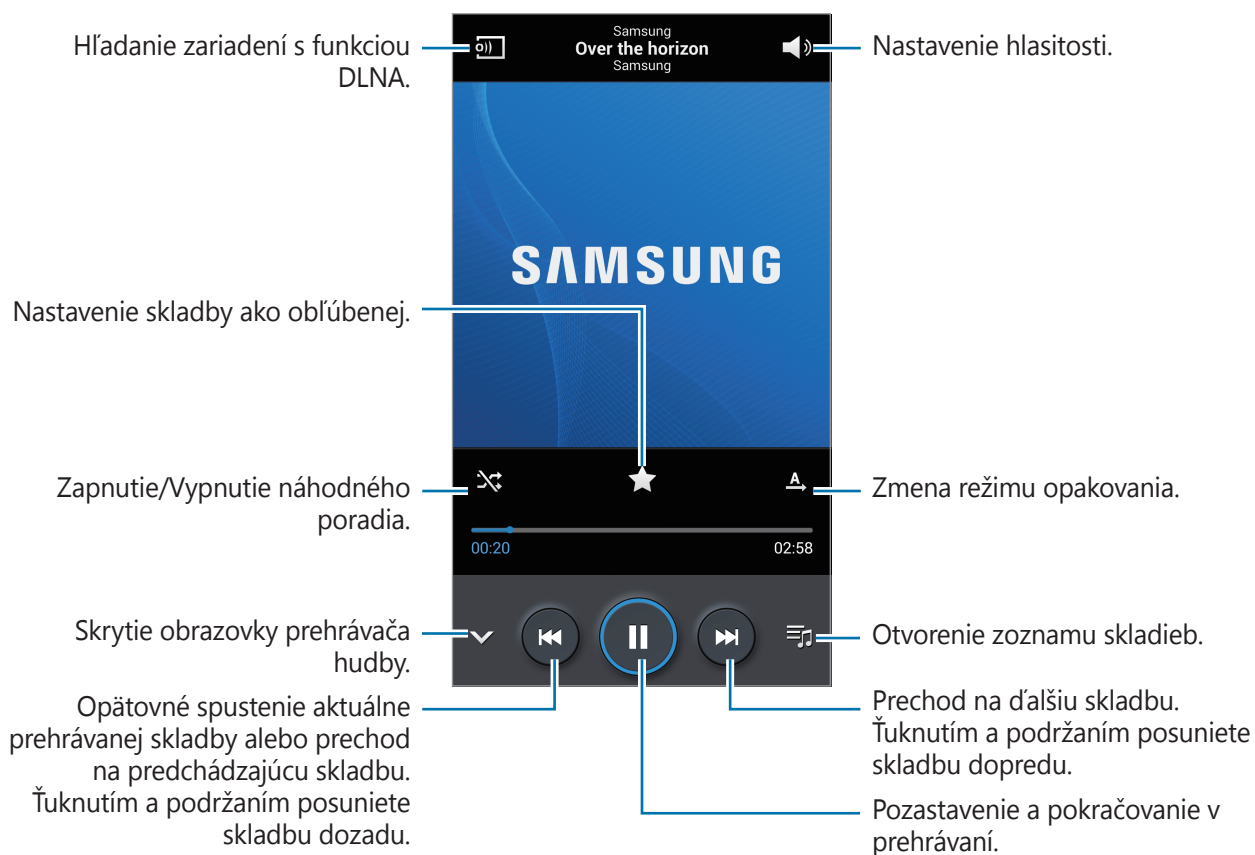 Hľadanie zariadení s funkciou
DLNA.
Samsung
Over the horizon
Samsung
Nastavenie hlasitosti.
SAMSUNG
Nastavenie skladby ako obľúbenej.
Zapnutie/Vypnutie náhodného
poradia.
A
Zmena režimu opakovania.
00:20
02:58
Skrytie obrazovky prehrávača
hudby.
Otvorenie zoznamu skladieb.
Opätovné spustenie aktuálne
prehrávanej skladby alebo prechod
na predchádzajúcu skladbu.
Ťuknutím a podržaním posuniete
skladbu dozadu.
Prechod na ďalšiu skladbu.
Ťuknutím a podržaním posuniete
skladbu dopredu.
Pozastavenie a pokračovanie v
prehrávaní.